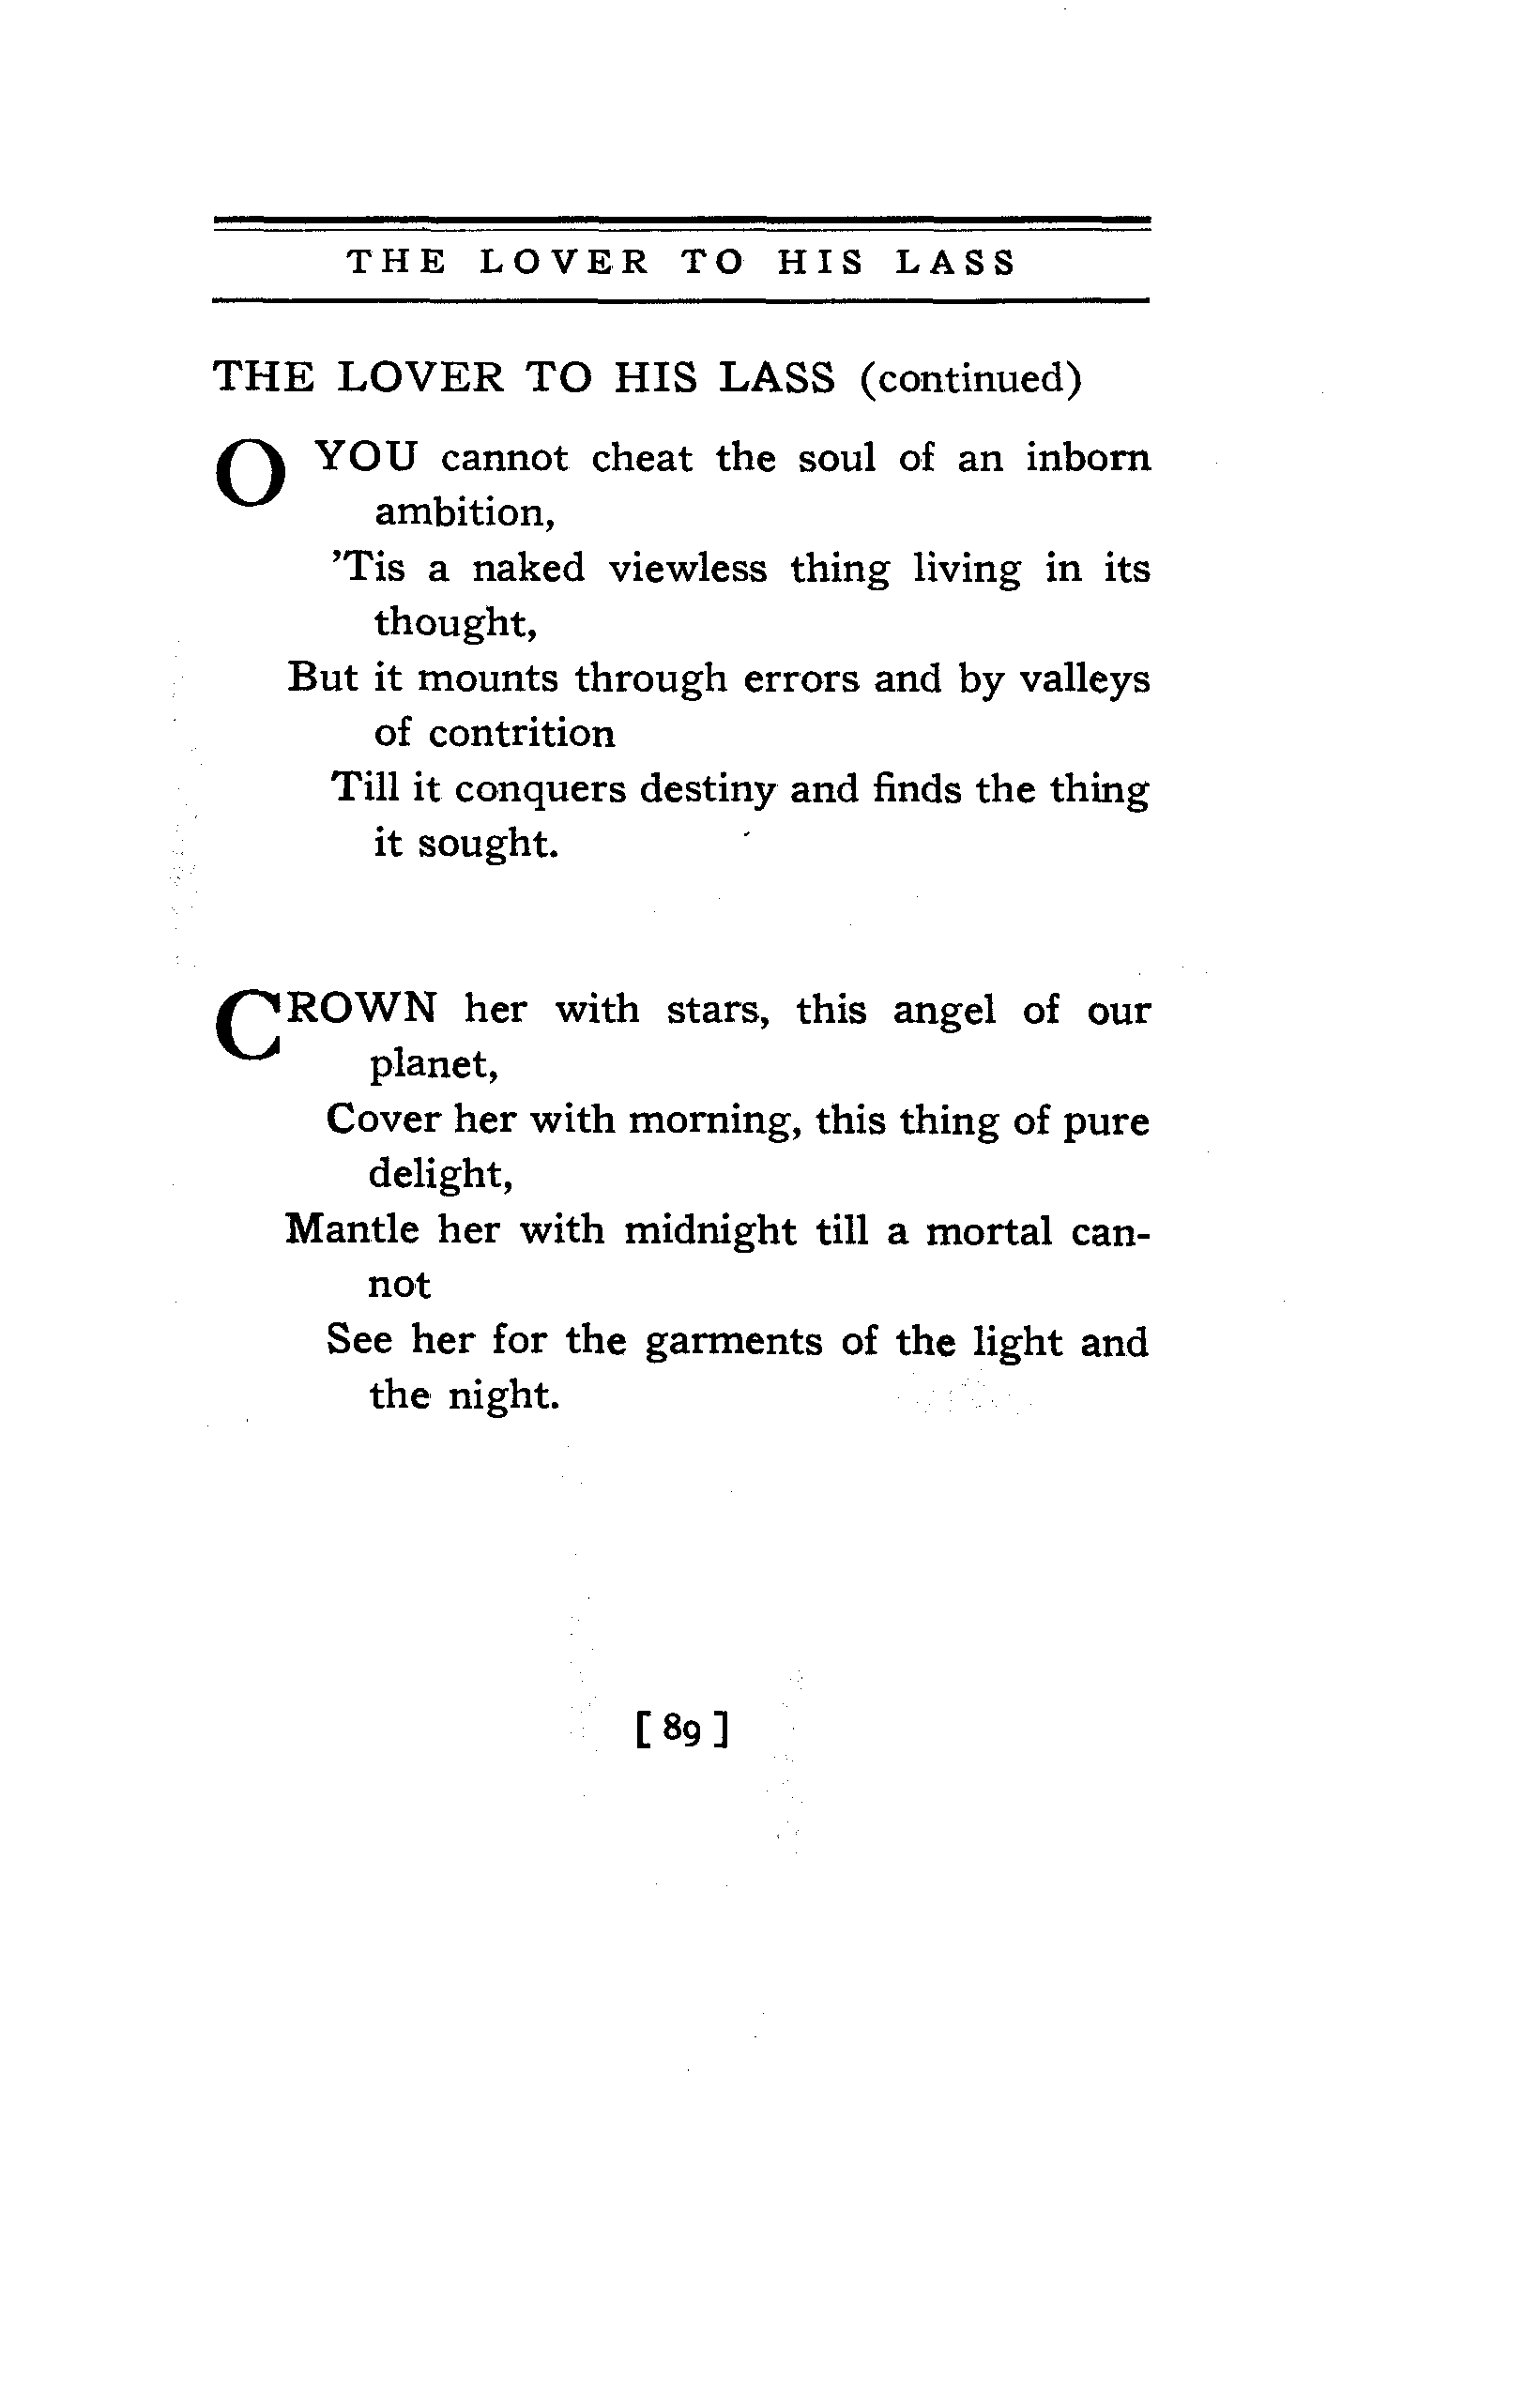 THE LOVER TO HIS LASS
THE LOVER TO HIS LASS (continued)
O YOU cannot cheat the soul of an inborn
ambition,
’Tis a naked viewless thing living in its
thought,
But it mounts through errors and by valleys
of contrition
Till it conquers destiny and finds the thing
it sought.
CROWN her with stars, this angel of our
planet,
Cover her with morning, this thing of pure
delight,
Mantle her with midnight till a mortal can-
not
See her for the garments of the light and
the night.
[ 89 ]